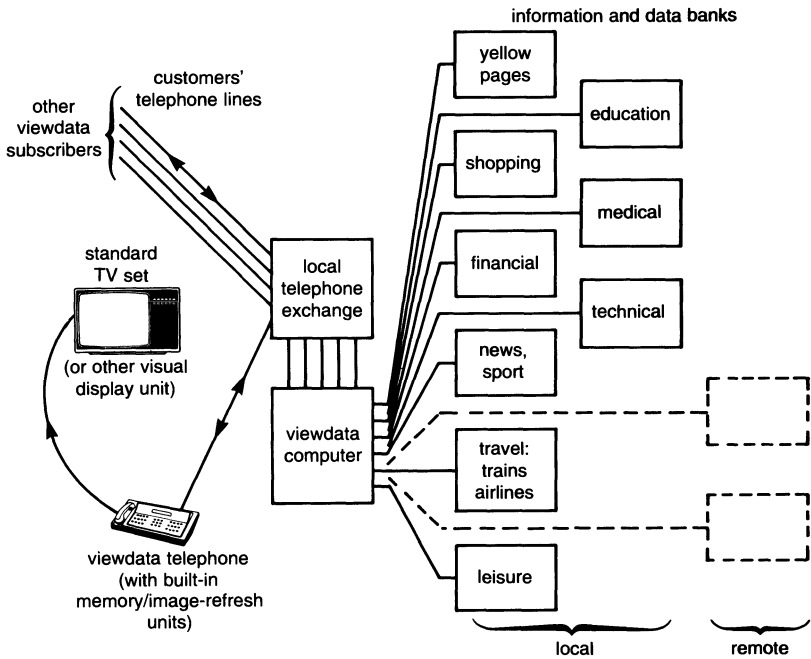 information and data banks
customers'
telephone lines
other
viewdata
subscribers
yellow
pages
education
shopping
medical
standard
TV set
local
telephone
exchange
financial
technical
(or other visual
display unit)
news,
sport
viewdata
computer
travel:
trains
airlines
viewdata telephone
(with built-in
memory/image-refresh
units)
leisure
local
remote